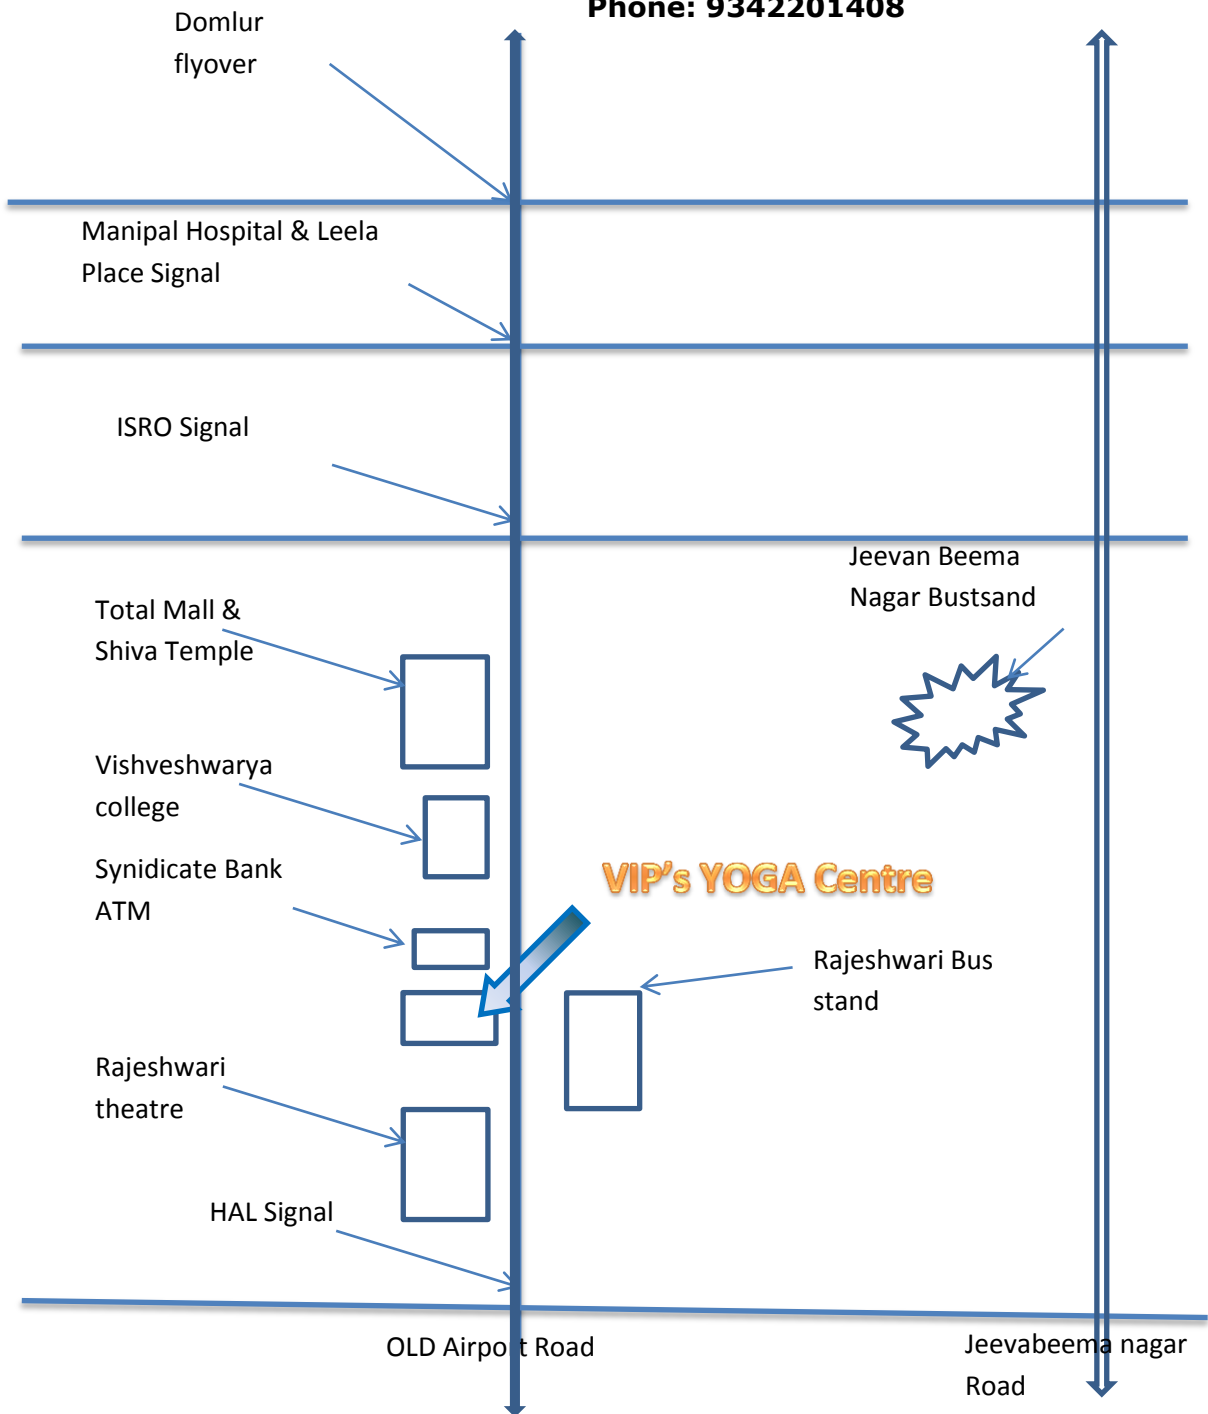 Phone: 9342201408
Domlur
flyover
Manipal Hospital & Leela
Place Signal
ISRO Signal
Jeevan Beema
Nagar Bustsand
Total Mall &
Shiva Temple
Vishveshwarya
college
Synidicate Bank
ATM
VIP's YOGA Centre
Rajeshwari Bus
stand
Rajeshwari
theatre
HAL Signal
OLD Airport Road
Jeevabeema nagar
Road